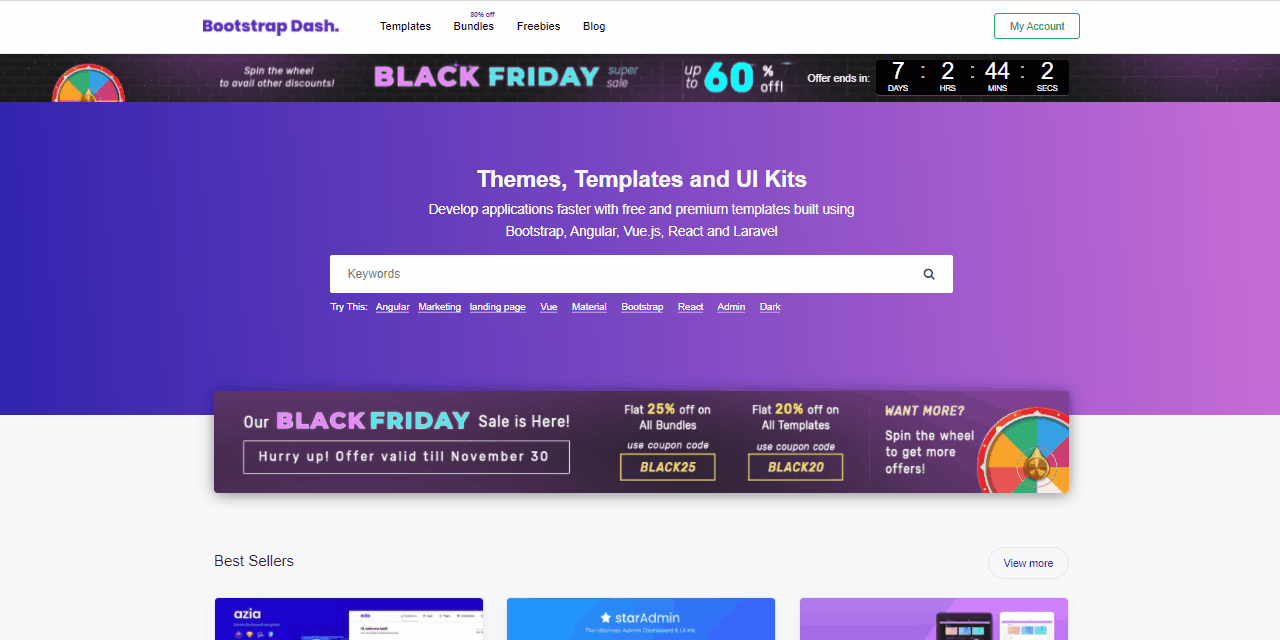 Bootstrap Dash.
Templates
80% off
Bundles
Freebies
Blog
My Account
Spin the wheel
to avail other discounts!
BLACK FRIDAY super sale
up to 60 % off!
Offer ends in:
7 : 2 : 44 : 2
DAYS HRS MINS SECS
Themes, Templates and UI Kits
Develop applications faster with free and premium templates built using
Bootstrap, Angular, Vue.js, React and Laravel
Keywords
Try This: Angular Marketing landing page Vue Material Bootstrap React Admin Dark
Our BLACK FRIDAY Sale is Here!
Hurry up! Offer valid till November 30
Flat 25% off on
All Bundles
use coupon code
BLACK25
Flat 20% off on
All Templates
use coupon code
BLACK20
WANT MORE?
Spin the wheel
to get more
offers!
Best Sellers
View more
azia
starAdmin
The Ultimate Admin Dashboard & UI Kits